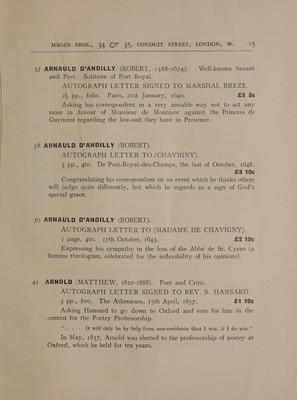 MAGGS BROS., 34 & 35, CONDUIT STREET, LONDON, W. 15
37 ARNAULD D'ANDILLY (ROBERT, 1588-1674). Well-known Savant
and Poet. Solitaire of Port Royal.
AUTOGRAPH LETTER SIGNED TO MARSHAL BREZE.
2½ pp., folio. Paris, 21st January, 1640. £5 5s
Asking his correspondent in a very amiable way not to act any
more in favour of Monsieur de Montmor against the Princess de
Guymené regarding the law-suit they have in Provence.
38 ARNAULD D'ANDILLY (ROBERT).
AUTOGRAPH LETTER TO (CHAVIGNY).
3 pp., 4to. De Port-Royal-des-Champs, the last of October, 1648.
£3 10s
Congratulating his correspondent on an event which he thinks others
will judge quite differently, but which he regards as a sign of God's
special grace.
39 ARNAULD D'ANDILLY (ROBERT).
AUTOGRAPH LETTER TO (MADAME DE CHAVIGNY).
1 page, 4to. 17th October, 1643. £2 10s
Expressing his sympathy in the loss of the Abbé de St. Cyran (a
famous theologian, celebrated for the inflexibility of his opinions).
41 ARNOLD (MATTHEW, 1822-1888). Poet and Critic.
AUTOGRAPH LETTER SIGNED TO REV. S. HANSARD.
3 pp., 8vo. The Athenæum, 15th April, 1857. £1 10s
Asking Hansard to go down to Oxford and vote for him in the
contest for the Poetry Professorship.
". . . It will only be by help from non-residents that I win, if I do win."
In May, 1857, Arnold was elected to the professorship of poetry at
Oxford, which he held for ten years.